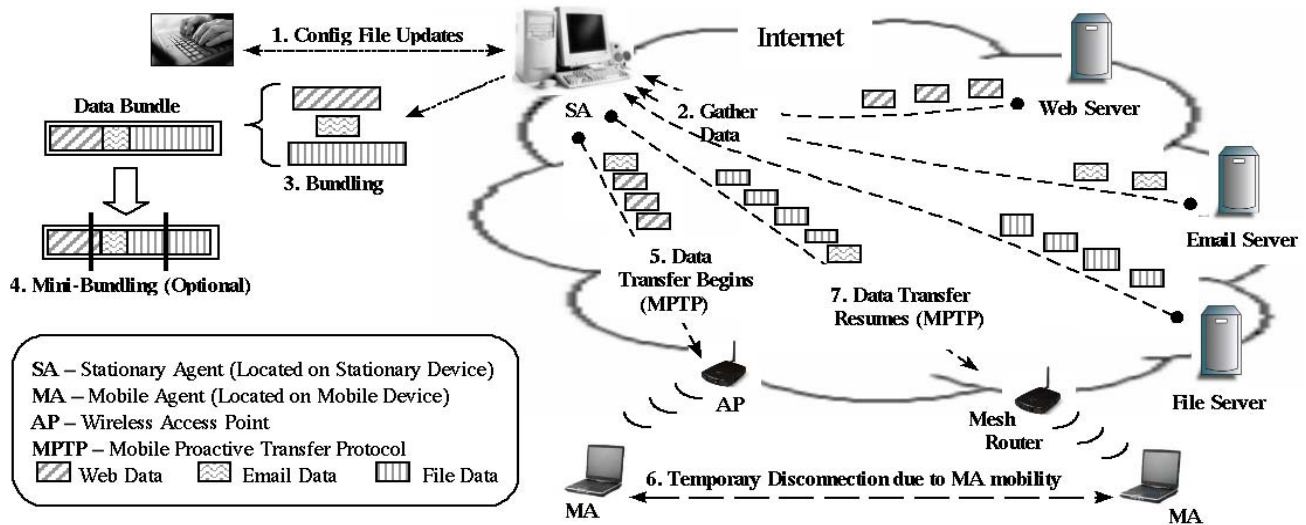 1. Config File Updates
Internet
Web Server
Data Bundle
SA
2. Gather
Data
3. Bundling
Email Server
4. Mini-Bundling (Optional)
5. Data
Transfer Begins
(MPTP)
7. Data Transfer
Resumes (MPTP)
File Server
SA – Stationary Agent (Located on Stationary Device)
MA – Mobile Agent (Located on Mobile Device)
AP – Wireless Access Point
MPTP – Mobile Proactive Transfer Protocol
Web Data
Email Data
File Data
AP
Mesh
Router
6. Temporary Disconnection due to MA mobility
MA
MA